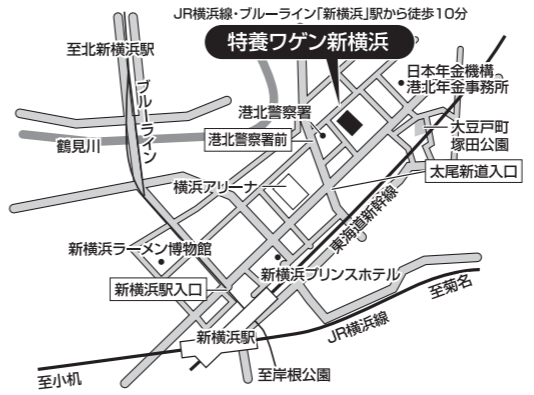 JR横浜線・ブルーライン「新横浜」駅から徒歩10分
特養ワゲン新横浜
至北新横浜駅
ブルーライン
日本年金機構
港北年金事務所
港北警察署
港北警察署前
鶴見川
大豆戸町
塚田公園
太尾新道入口
横浜アリーナ
東海道新幹線
新横浜ラーメン博物館
新横浜プリンスホテル
新横浜駅入口
至菊名
新横浜駅
JR横浜線
至小机
至岸根公園